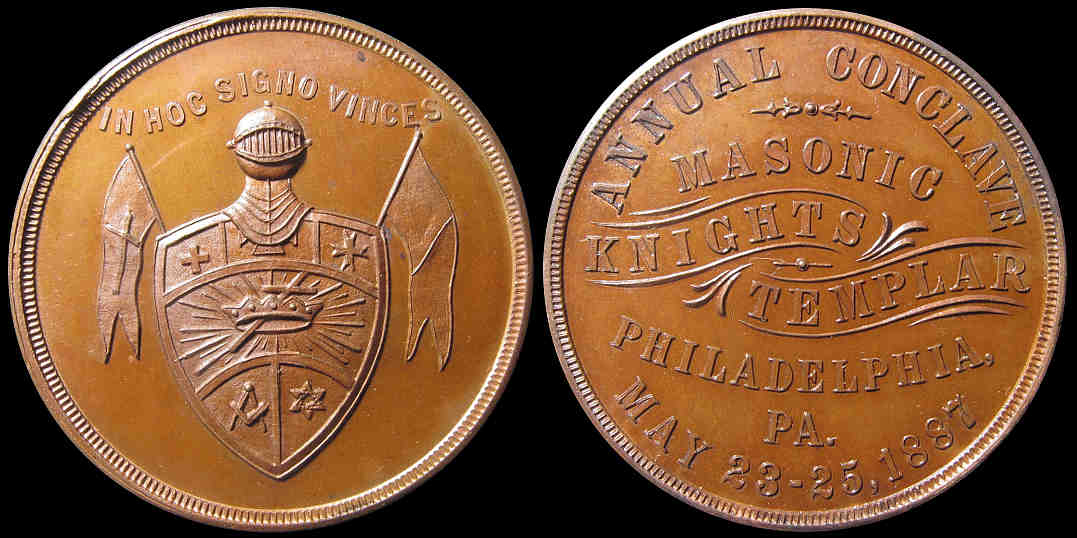 IN HOC SIGNO VINCES
ANNUAL CONCLAVE
MASONIC
KNIGHTS
TEMPLAR
PHILADELPHIA,
PA.
MAY 23-25, 1887